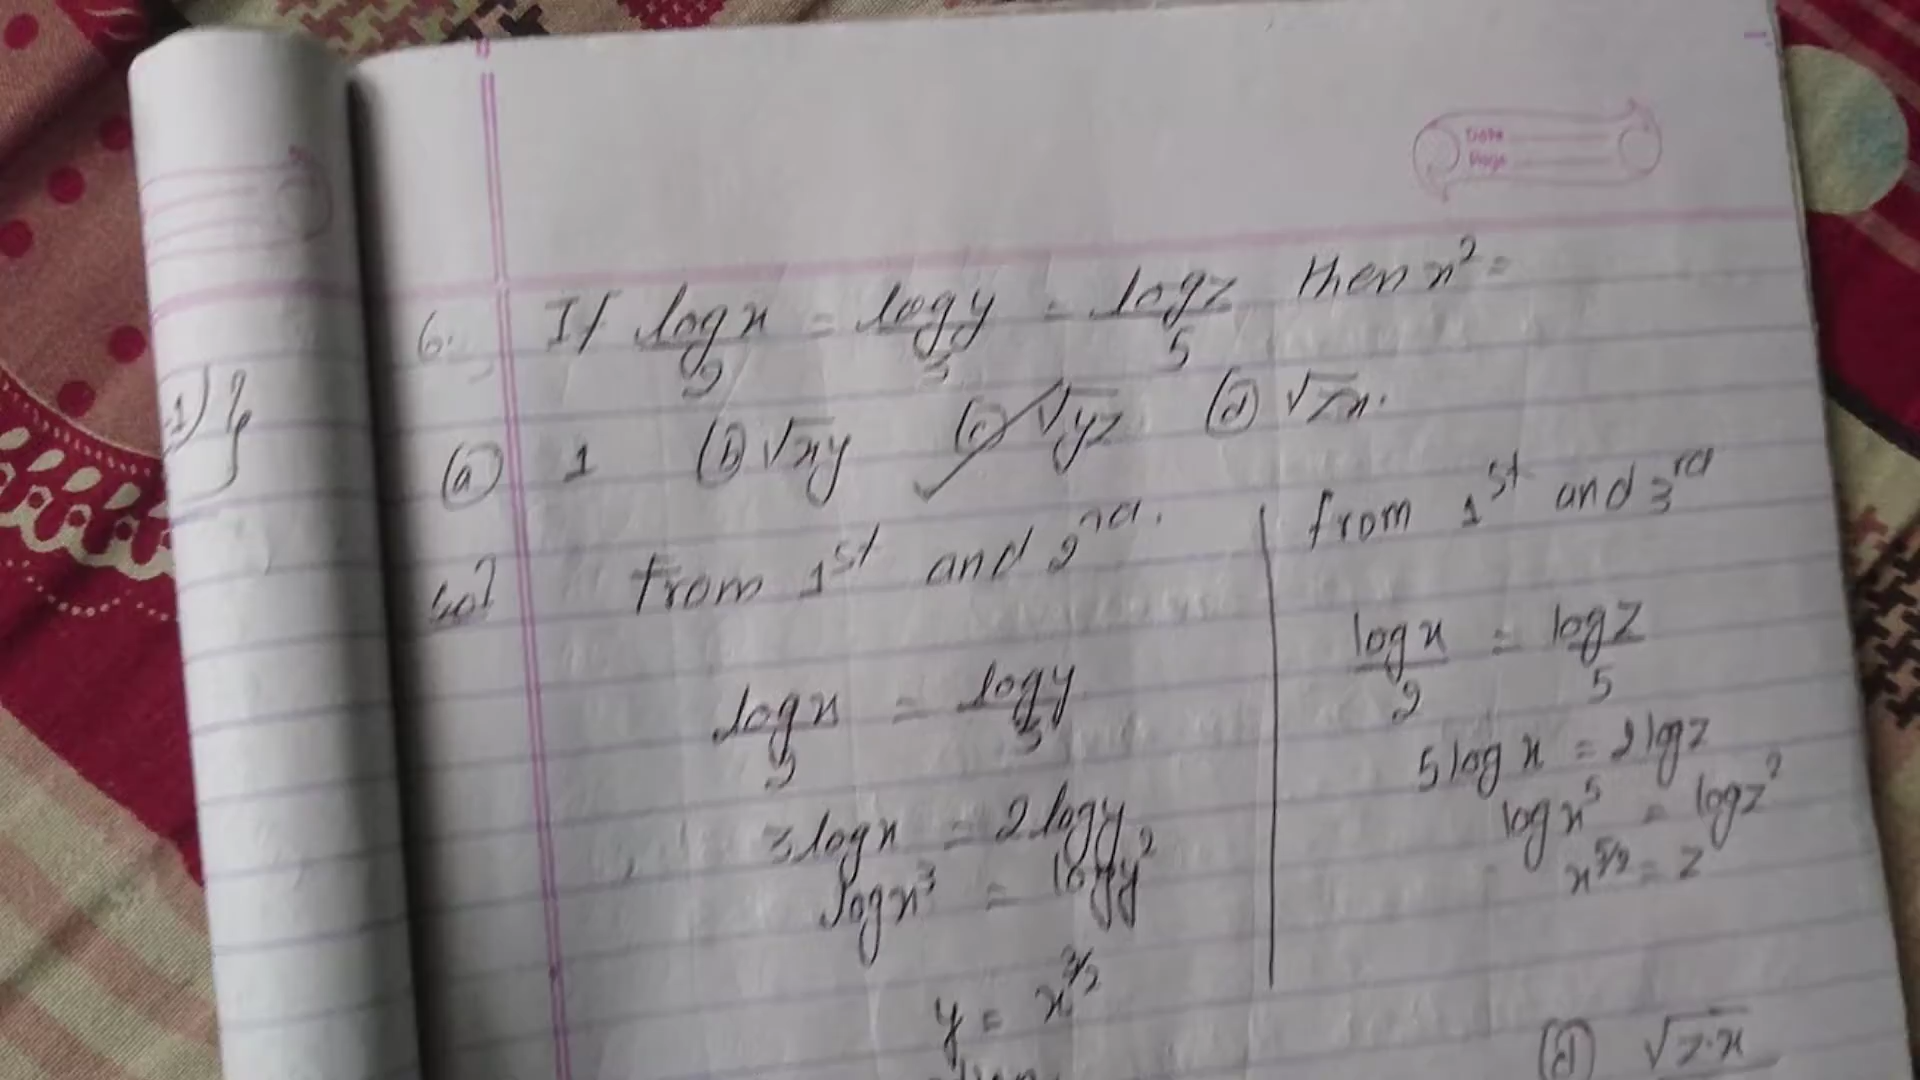 Date
Page
6. If log x/2 = log y/3 = log z/5 then x² =
(a) 1 (b) √xy (c) √yz (d) √zx.
Sol from 1st and 2nd.
log x/2 = log y/3
3 log x = 2 log y
log x³ = log y²
y = x^3/2
from 1st and 3rd
log x/2 = log z/5
5 log x = 2 log z
log x⁵ = log z²
x^5/2 = z
(d) √z.x